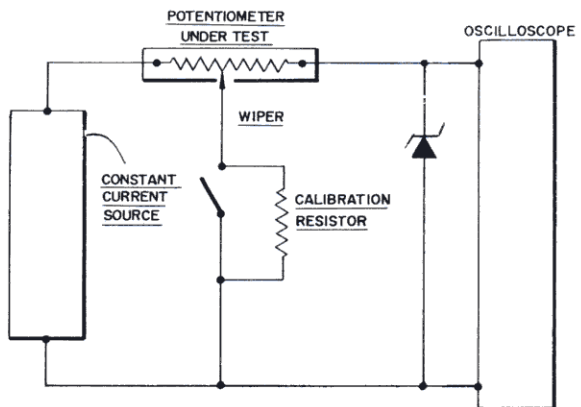 POTENTIOMETER
UNDER TEST
OSCILLOSCOPE
WIPER
CONSTANT
CURRENT
SOURCE
CALIBRATION
RESISTOR